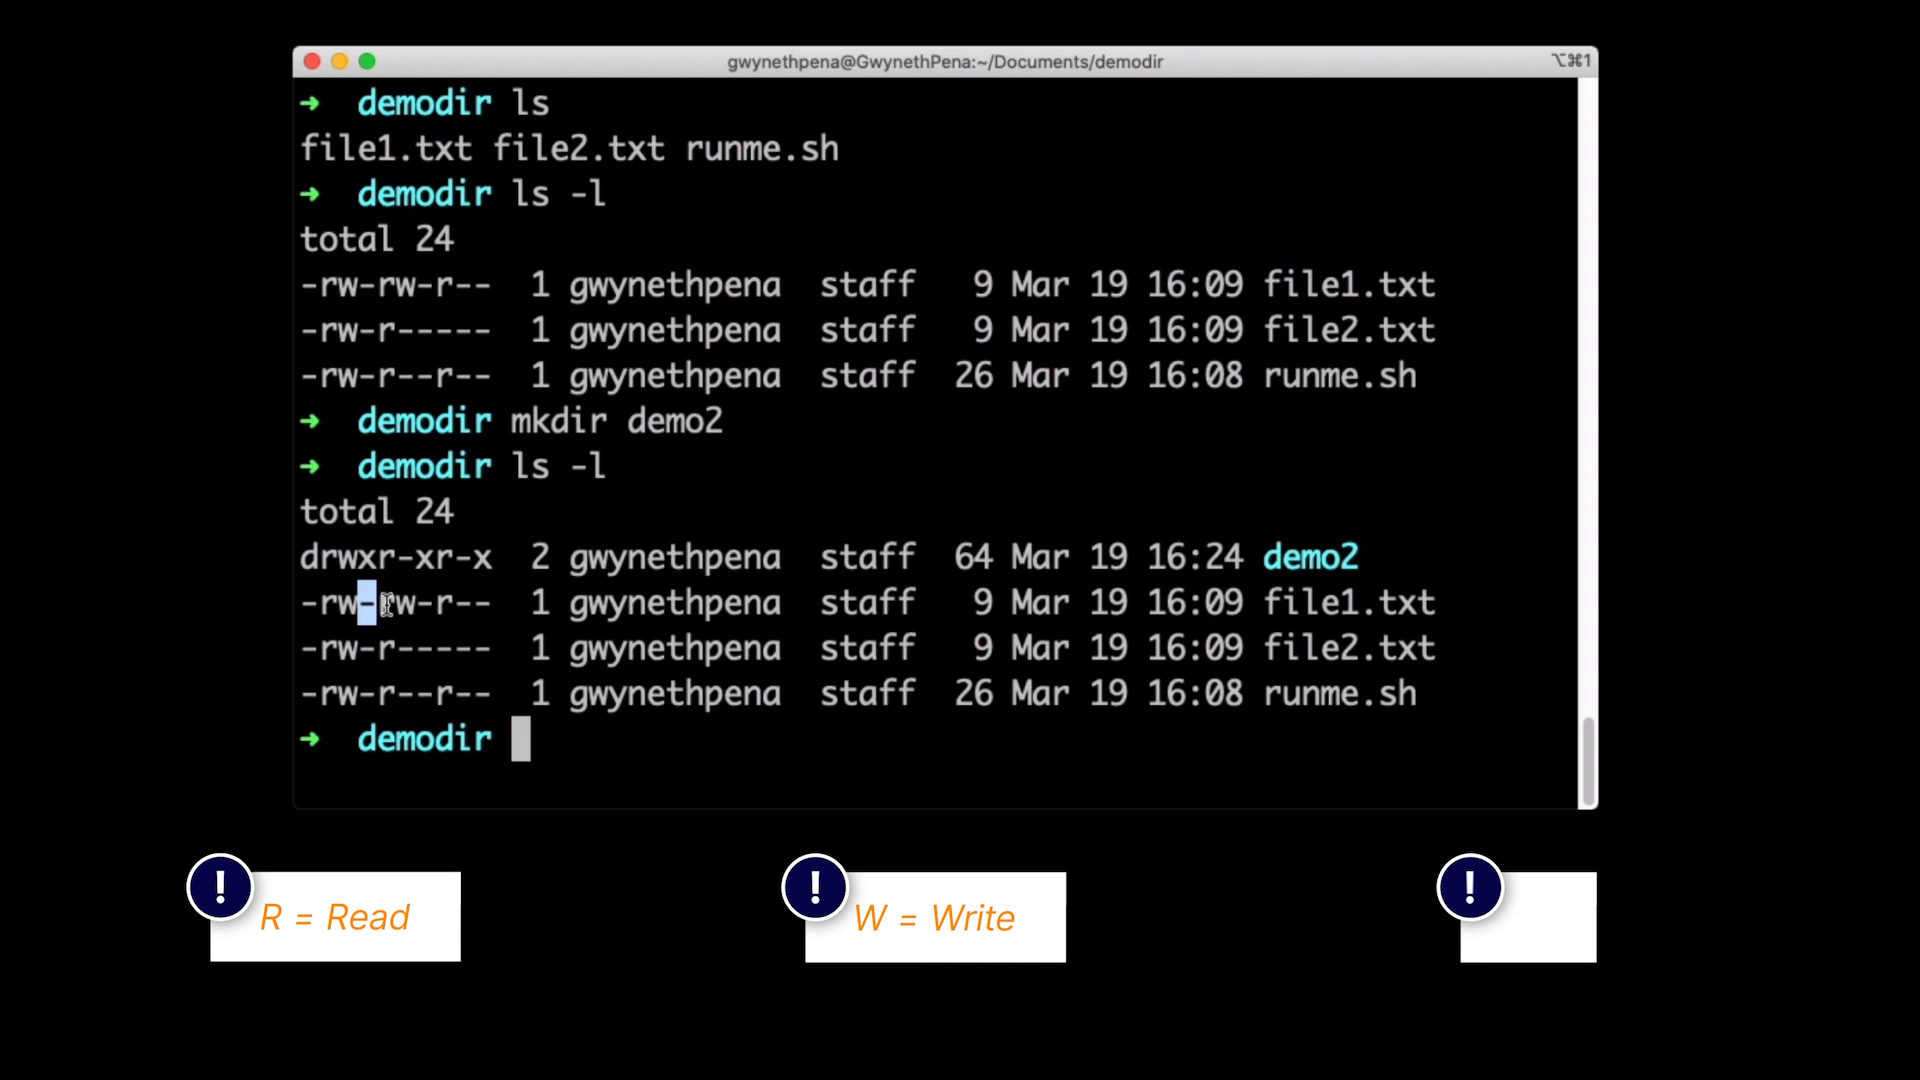 gwynethpena@GwynethPena:~/Documents/demodir ⌥⌘1
➜ demodir ls
file1.txt file2.txt runme.sh
➜ demodir ls -l
total 24
-rw-rw-r-- 1 gwynethpena staff 9 Mar 19 16:09 file1.txt
-rw-r----- 1 gwynethpena staff 9 Mar 19 16:09 file2.txt
-rw-r--r-- 1 gwynethpena staff 26 Mar 19 16:08 runme.sh
➜ demodir mkdir demo2
➜ demodir ls -l
total 24
drwxr-xr-x 2 gwynethpena staff 64 Mar 19 16:24 demo2
-rw-rw-r-- 1 gwynethpena staff 9 Mar 19 16:09 file1.txt
-rw-r----- 1 gwynethpena staff 9 Mar 19 16:09 file2.txt
-rw-r--r-- 1 gwynethpena staff 26 Mar 19 16:08 runme.sh
➜ demodir
! R = Read
! W = Write
!